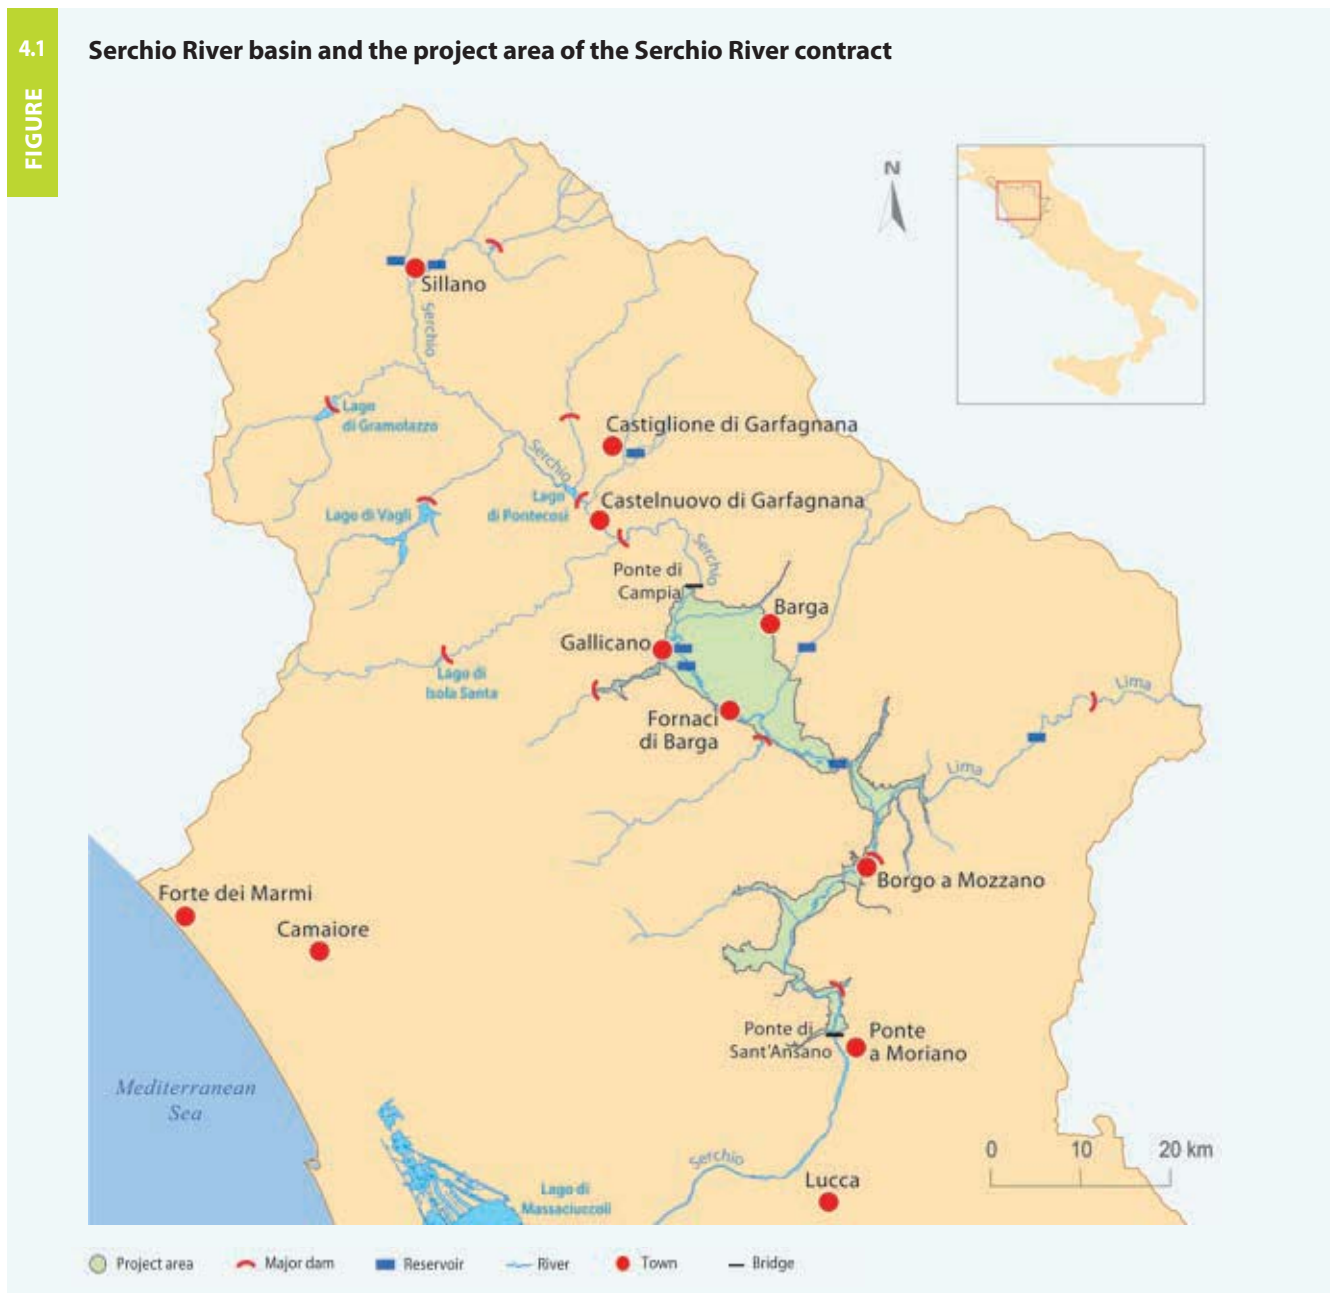 4.1
FIGURE
Serchio River basin and the project area of the Serchio River contract
N
Sillano
Serchio
Lago
di Gramolazzo
Castiglione di Garfagnana
Serchio
Lago
di Pontecosi
Castelnuovo di Garfagnana
Lago di Vagli
Serchio
Ponte di
Campia
Barga
Gallicano
Lago di
Isola Santa
Lima
Fornaci
di Barga
Lima
Borgo a Mozzano
Forte dei Marmi
Camaiore
Ponte di
Sant'Ansano
Ponte
a Moriano
Mediterranean
Sea
0 10 20 km
Serchio
Lucca
Lago di
Massaciuccoli
Project area
Major dam
Reservoir
River
Town
Bridge